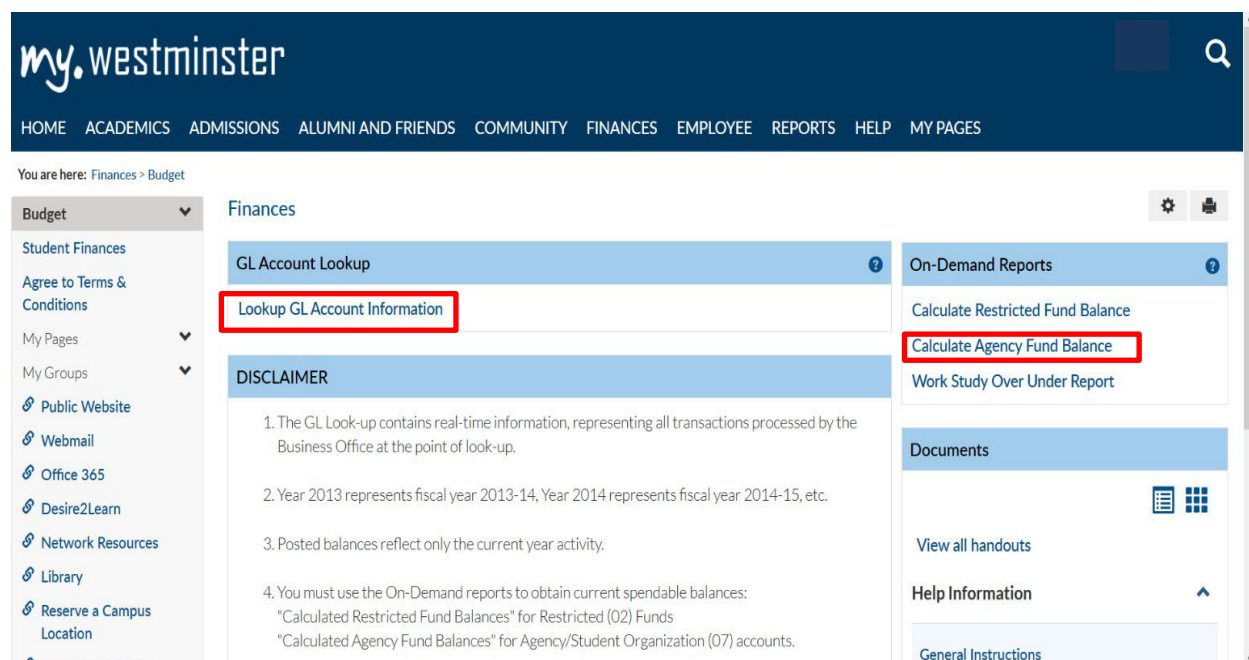 my.westminster
HOME ACADEMICS ADMISSIONS ALUMNI AND FRIENDS COMMUNITY FINANCES EMPLOYEE REPORTS HELP MY PAGES
You are here: Finances > Budget
Budget
Student Finances
Agree to Terms &
Conditions
My Pages
My Groups
Public Website
Webmail
Office 365
Desire2Learn
Network Resources
Library
Reserve a Campus
Location
Finances
GL Account Lookup
Lookup GL Account Information
DISCLAIMER
1. The GL Look-up contains real-time information, representing all transactions processed by the
Business Office at the point of look-up.
2. Year 2013 represents fiscal year 2013-14, Year 2014 represents fiscal year 2014-15, etc.
3. Posted balances reflect only the current year activity.
4. You must use the On-Demand reports to obtain current spendable balances:
"Calculated Restricted Fund Balances" for Restricted (02) Funds
"Calculated Agency Fund Balances" for Agency/Student Organization (07) accounts.
On-Demand Reports
Calculate Restricted Fund Balance
Calculate Agency Fund Balance
Work Study Over Under Report
Documents
View all handouts
Help Information
General Instructions